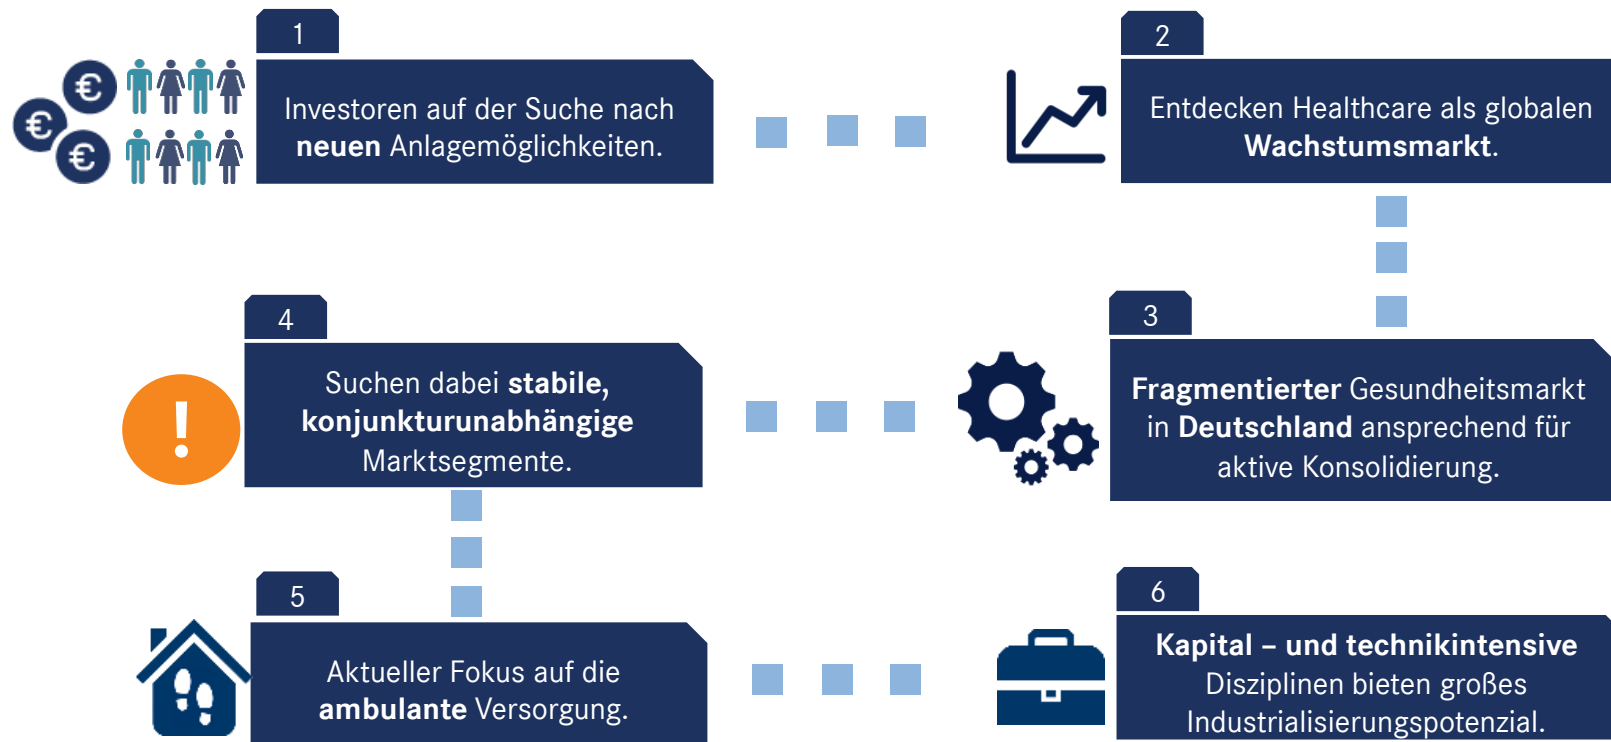 1
Investoren auf der Suche nach
neuen Anlagemöglichkeiten.
2
Entdecken Healthcare als globalen
Wachstumsmarkt.
3
Fragmentierter Gesundheitsmarkt
in Deutschland ansprechend für
aktive Konsolidierung.
4
Suchen dabei stabile,
konjunkturunabhängige
Marktsegmente.
5
Aktueller Fokus auf die
ambulante Versorgung.
6
Kapital – und technikintensive
Disziplinen bieten großes
Industrialisierungspotenzial.
€
€
€
!